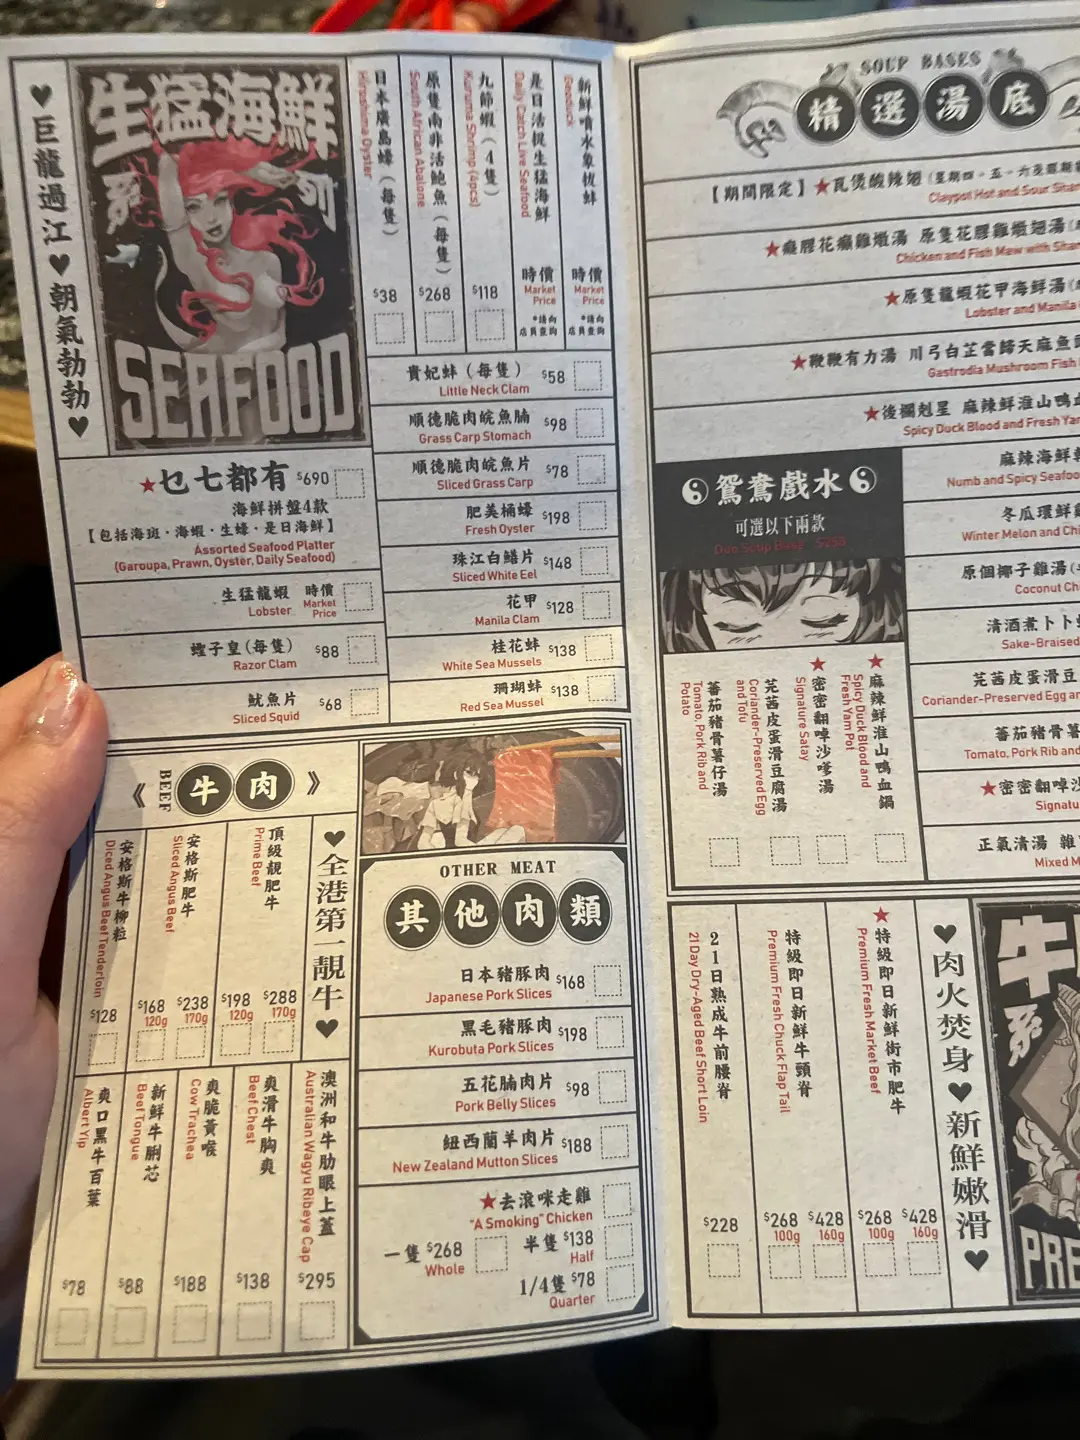 ♥巨龍過江♥朝氣勃勃♥
生猛海鮮
系列
SEAFOOD
日本廣島蠔（每隻）
Hiroshima Oyster
$38
原隻南非活鮑魚（每隻）
South African Abalone
$268
九節蝦（4隻）
Kuruma Shrimp (4pcs)
$118
是日活捉生猛海鮮
Daily Catch Live Seafood
時價
Market
Price
*請向
店員查詢
新鮮噴水象拔蚌
Geoduck
時價
Market
Price
*請向
店員查詢
★乜七都有 $690
海鮮拼盤4款
【包括海斑・海蝦・生蠔・是日海鮮】
Assorted Seafood Platter
(Garoupa, Prawn, Oyster, Daily Seafood)
生猛龍蝦 時價
Lobster Market
Price
蟶子皇(每隻) $88
Razor Clam
魷魚片 $68
Sliced Squid
貴妃蚌（每隻） $58
Little Neck Clam
順德脆肉皖魚腩 $98
Grass Carp Stomach
順德脆肉皖魚片 $78
Sliced Grass Carp
肥美桶蠔 $198
Fresh Oyster
珠江白鱔片 $148
Sliced White Eel
花甲 $128
Manila Clam
桂花蚌 $138
White Sea Mussels
珊瑚蚌 $138
Red Sea Mussel
《 BEEF 牛肉 》
♥全港第一靚牛♥
頂級靚肥牛
Prime Beef
$198 120g
$288 170g
安格斯肥牛
Sliced Angus Beef
$168 120g
$238 170g
安格斯牛柳粒
Diced Angus Beef Tenderloin
$128
澳洲和牛肋眼上蓋
Australian Wagyu Ribeye Cap
$295
爽滑牛胸爽
Beef Chest
$138
爽脆黃喉
Cow Trachea
$188
新鮮牛脷芯
Beef Tongue
$88
爽口黑牛百葉
Albert Yip
$78
OTHER MEAT
其他肉類
日本豬豚肉 $168
Japanese Pork Slices
黑毛豬豚肉 $198
Kurobuta Pork Slices
五花腩肉片 $98
Pork Belly Slices
紐西蘭羊肉片 $188
New Zealand Mutton Slices
★去滾咪走雞
"A Smoking" Chicken
一隻 $268
Whole
半隻 $138
Half
1/4隻 $78
Quarter
SOUP BASES
精選湯底
【期間限定】★瓦煲酸辣翅
Claypot Hot and Sour
★癮膠花癲雞燉湯 原隻花膠雞燉翅湯
Chicken and Fish Maw with
★原隻龍蝦花甲海鮮湯
Lobster and Manila
★鞭鞭有力湯 川弓白芷當歸天麻魚
Gastrodia Mushroom Fish
★後欄剋星 麻辣鮮淮山鴨
Spicy Duck Blood and Fresh
麻辣海鮮
Numb and Spicy
冬瓜環鮮
Winter Melon and
原個椰子雞湯
Coconut
清酒煮卜卜
Sake-Braised
芫茜皮蛋滑豆
Coriander-Preserved Egg
蕃茄豬骨薯
Tomato, Pork Rib and
★密密翻啅沙
正氣清湯
Mixed
鴛鴦戲水
可選以下兩款
Duo Soup Base
★麻辣鮮淮山鴨血鍋
Spicy Duck Blood and
Fresh Yam Pot
★密密翻啅沙嗲湯
Signature Satay
芫茜皮蛋滑豆腐湯
Coriander-Preserved Egg
and Tofu
蕃茄豬骨薯仔湯
Tomato, Pork Rib and
Potato
♥肉火焚身♥新鮮嫩滑♥
★特級即日新鮮街市肥牛
Premium Fresh Market Beef
$268 100g
$428 160g
特級即日新鮮牛頸脊
Premium Fresh Chuck Flap Tail
$268 100g
$428 160g
21日熟成牛前腰脊
21 Day Dry-Aged Beef Short Loin
$228
牛
系